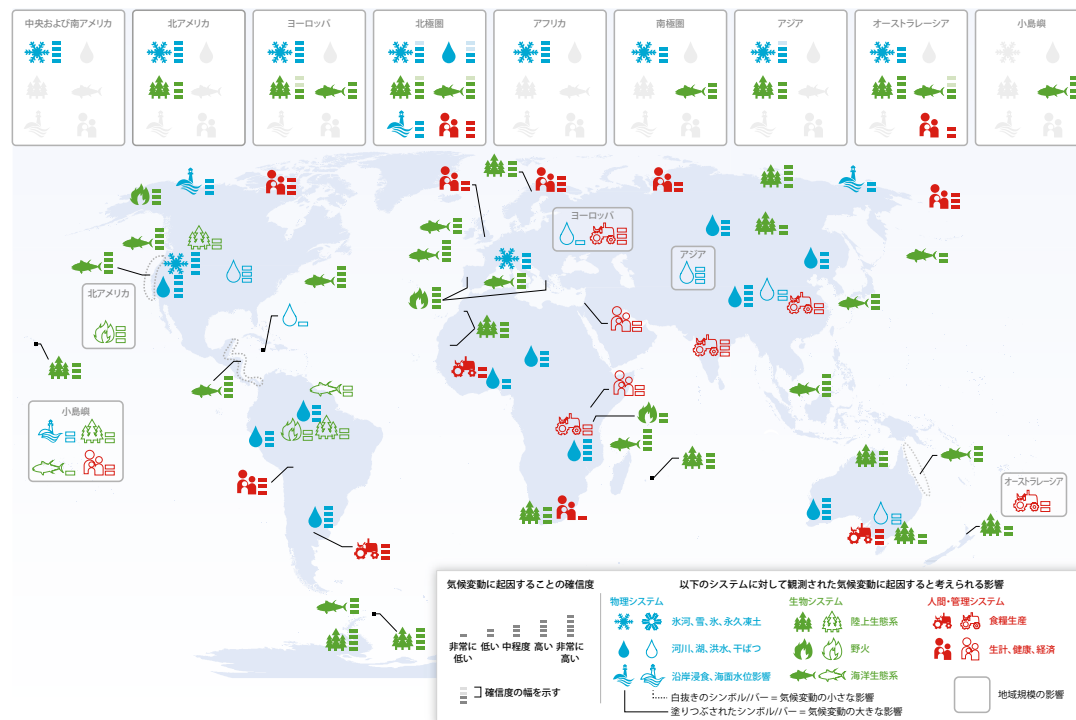 中央および南アメリカ
北アメリカ
ヨーロッパ
北極圏
アフリカ
南極圏
アジア
オーストラレーシア
小島嶼
ヨーロッパ
アジア
北アメリカ
小島嶼
オーストラレーシア
気候変動に起因することの確信度
非常に低い
低い
中程度
高い
非常に高い
確信度の幅を示す
以下のシステムに対して観測された気候変動に起因すると考えられる影響
物理システム
氷河、雪、氷、永久凍土
河川、湖、洪水、干ばつ
沿岸浸食、海面水位影響
生物システム
陸上生態系
野火
海洋生態系
人間・管理システム
食糧生産
生計、健康、経済
地域規模の影響
白抜きのシンボル/バー = 気候変動の小さな影響
塗りつぶされたシンボル/バー = 気候変動の大きな影響